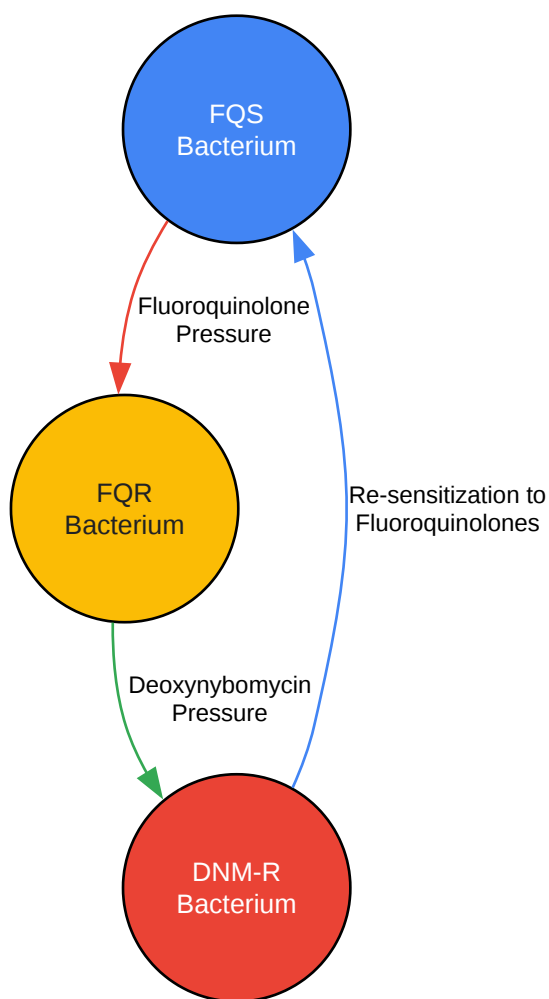 FQS
Bacterium
Fluoroquinolone
Pressure
FQR
Bacterium
Re-sensitization to
Fluoroquinolones
Deoxynybomycin
Pressure
DNM-R
Bacterium